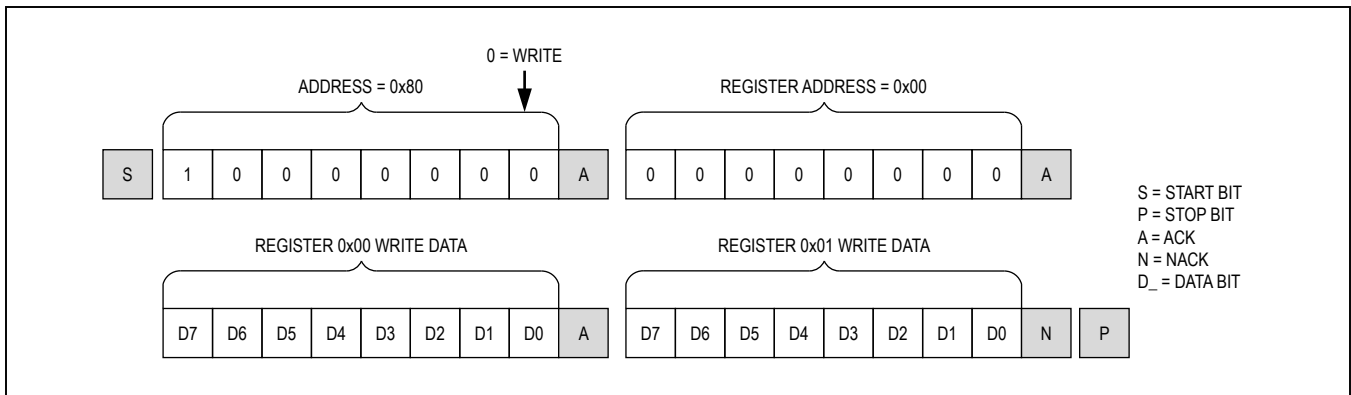 0 = WRITE
ADDRESS = 0x80 REGISTER ADDRESS = 0x00
S 1 0 0 0 0 0 0 0 A 0 0 0 0 0 0 0 0 A
S = START BIT
P = STOP BIT
A = ACK
N = NACK
D_ = DATA BIT
REGISTER 0x00 WRITE DATA REGISTER 0x01 WRITE DATA
D7 D6 D5 D4 D3 D2 D1 D0 A D7 D6 D5 D4 D3 D2 D1 D0 N P